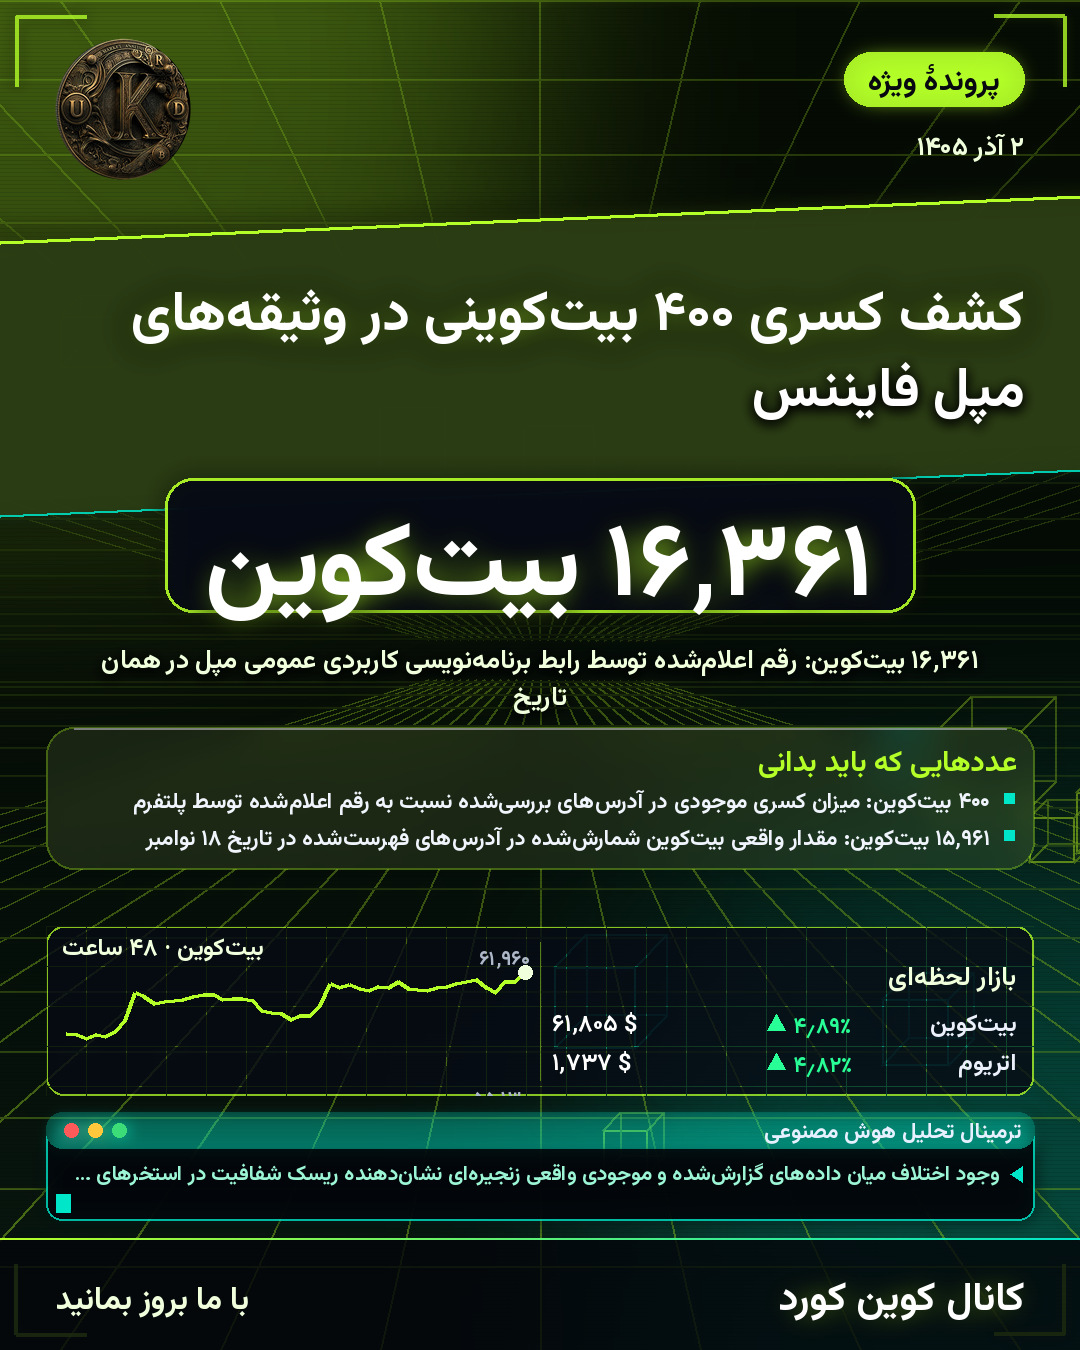 پروندهٔ ویژه
۲ آذر ۱۴۰۵
کشف کسری ۴۰۰ بیت‌کوینی در وثیقه‌های
مپل فایننس
۱۶,۳۶۱ بیت‌کوین
۱۶,۳۶۱ بیت‌کوین: رقم اعلام‌شده توسط رابط برنامه‌نویسی کاربردی عمومی مپل در همان
تاریخ
عددهایی که باید بدانی
۴۰۰ بیت‌کوین: میزان کسری موجودی در آدرس‌های بررسی‌شده نسبت به رقم اعلام‌شده توسط پلتفرم
۱۵,۹۶۱ بیت‌کوین: مقدار واقعی بیت‌کوین شمارش‌شده در آدرس‌های فهرست‌شده در تاریخ ۱۸ نوامبر
بازار لحظه‌ای
بیت‌کوین ▲ ۴٫۸۹٪ ۶۱,۸۰۵ $
اتریوم ▲ ۴٫۸۲٪ ۱,۷۳۷ $
بیت‌کوین · ۴۸ ساعت
۶۱,۹۶۰
ترمینال تحلیل هوش مصنوعی
وجود اختلاف میان داده‌های گزارش‌شده و موجودی واقعی زنجیره‌ای نشان‌دهنده ریسک شفافیت در استخرهای ...
کانال کوین کورد
با ما بروز بمانید
U K R D B